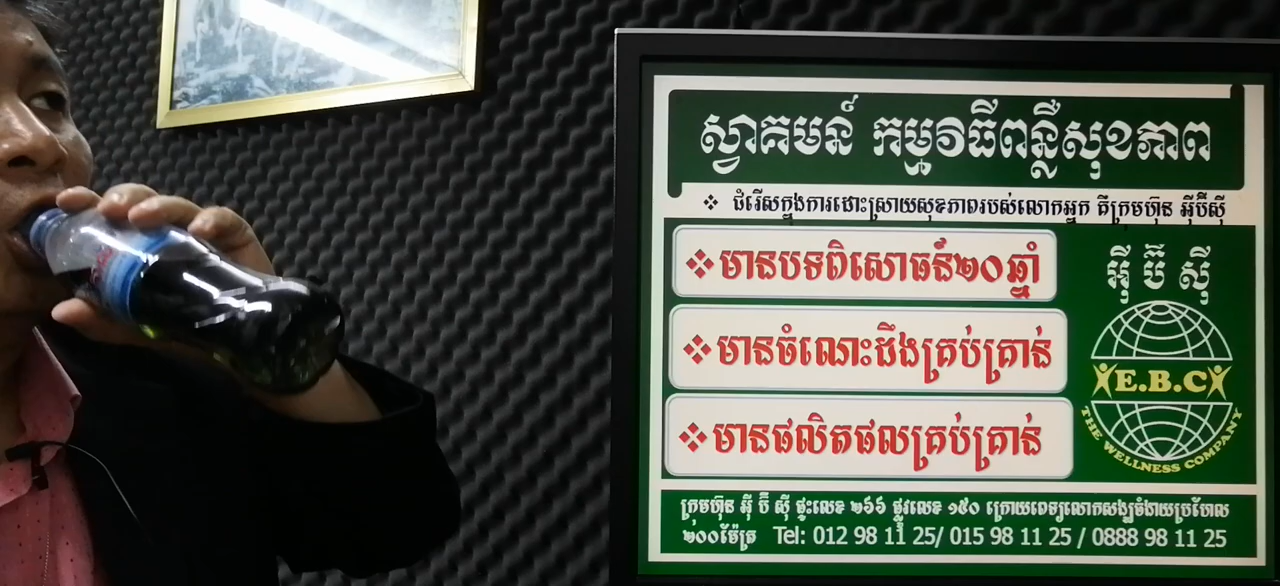 ស្វាគមន៍ កម្មវិធីពន្លឺសុខភាព
❖ ជំរើសក្នុងការដោះស្រាយសុខភាពរបស់លោកអ្នក គឺក្រុមហ៊ុន អ៊ីប៊ីស៊ី
❖មានបទពិសោធន៍២០ឆ្នាំ
❖មានចំណេះដឹងគ្រប់គ្រាន់
❖មានផលិតផលគ្រប់គ្រាន់
អ៊ី ប៊ី ស៊ី
E.B.C
THE WELLNESS COMPANY
ក្រុមហ៊ុន អ៊ី ប៊ី ស៊ី ផ្ទះលេខ ២៦៦ ផ្លូវលេខ ១៩០ ក្រោយពេទ្យលោកសង្ឃចំងាយប្រហែល
២០០ម៉ែត្រ Tel: 012 98 11 25/ 015 98 11 25 / 0888 98 11 25